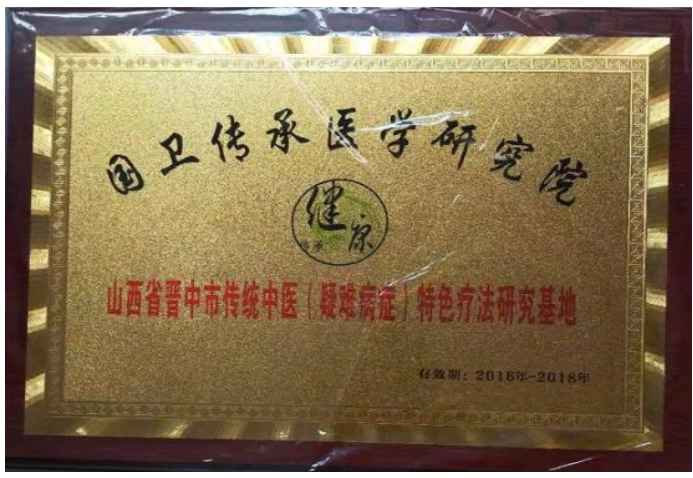 国卫传承医学研究院
健康
传承
山西省晋中市传统中医（疑难病症）特色疗法研究基地
有效期：2016年-2018年